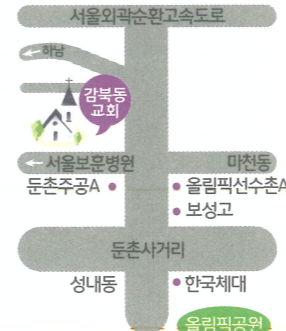 서울외곽순환고속도로
하남
감북동
교회
서울보훈병원 마천동
둔촌주공A 올림픽선수촌A
보성고
둔촌사거리
성내동 한국체대
올림픽공원